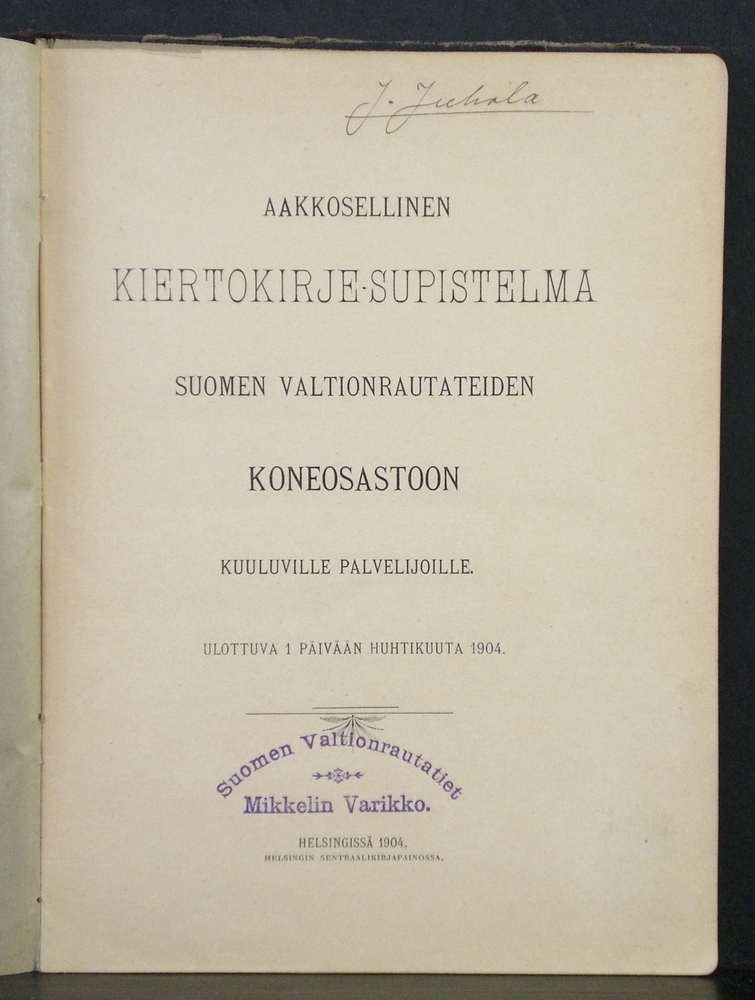 J. Juhola
AAKKOSELLINEN
KIERTOKIRJE-SUPISTELMA
SUOMEN VALTIONRAUTATEIDEN
KONEOSASTOON
KUULUVILLE PALVELIJOILLE.
ULOTTUVA 1 PÄIVÄÄN HUHTIKUUTA 1904.
Suomen Valtionrautatiet
Mikkelin Varikko.
HELSINGISSÄ 1904,
HELSINGIN SENTRAALIKIRJAPAINOSSA.